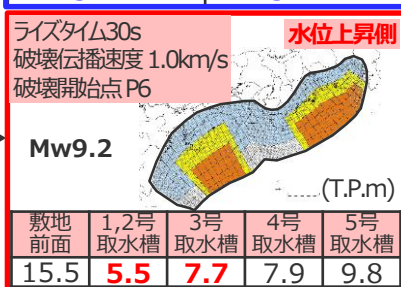 ライズタイム30s
水位上昇側
破壊伝播速度 1.0km/s
破壊開始点 P6
Mw9.2
(T.P.m)
敷地前面 1,2号取水槽 3号取水槽 4号取水槽 5号取水槽
15.5 5.5 7.7 7.9 9.8